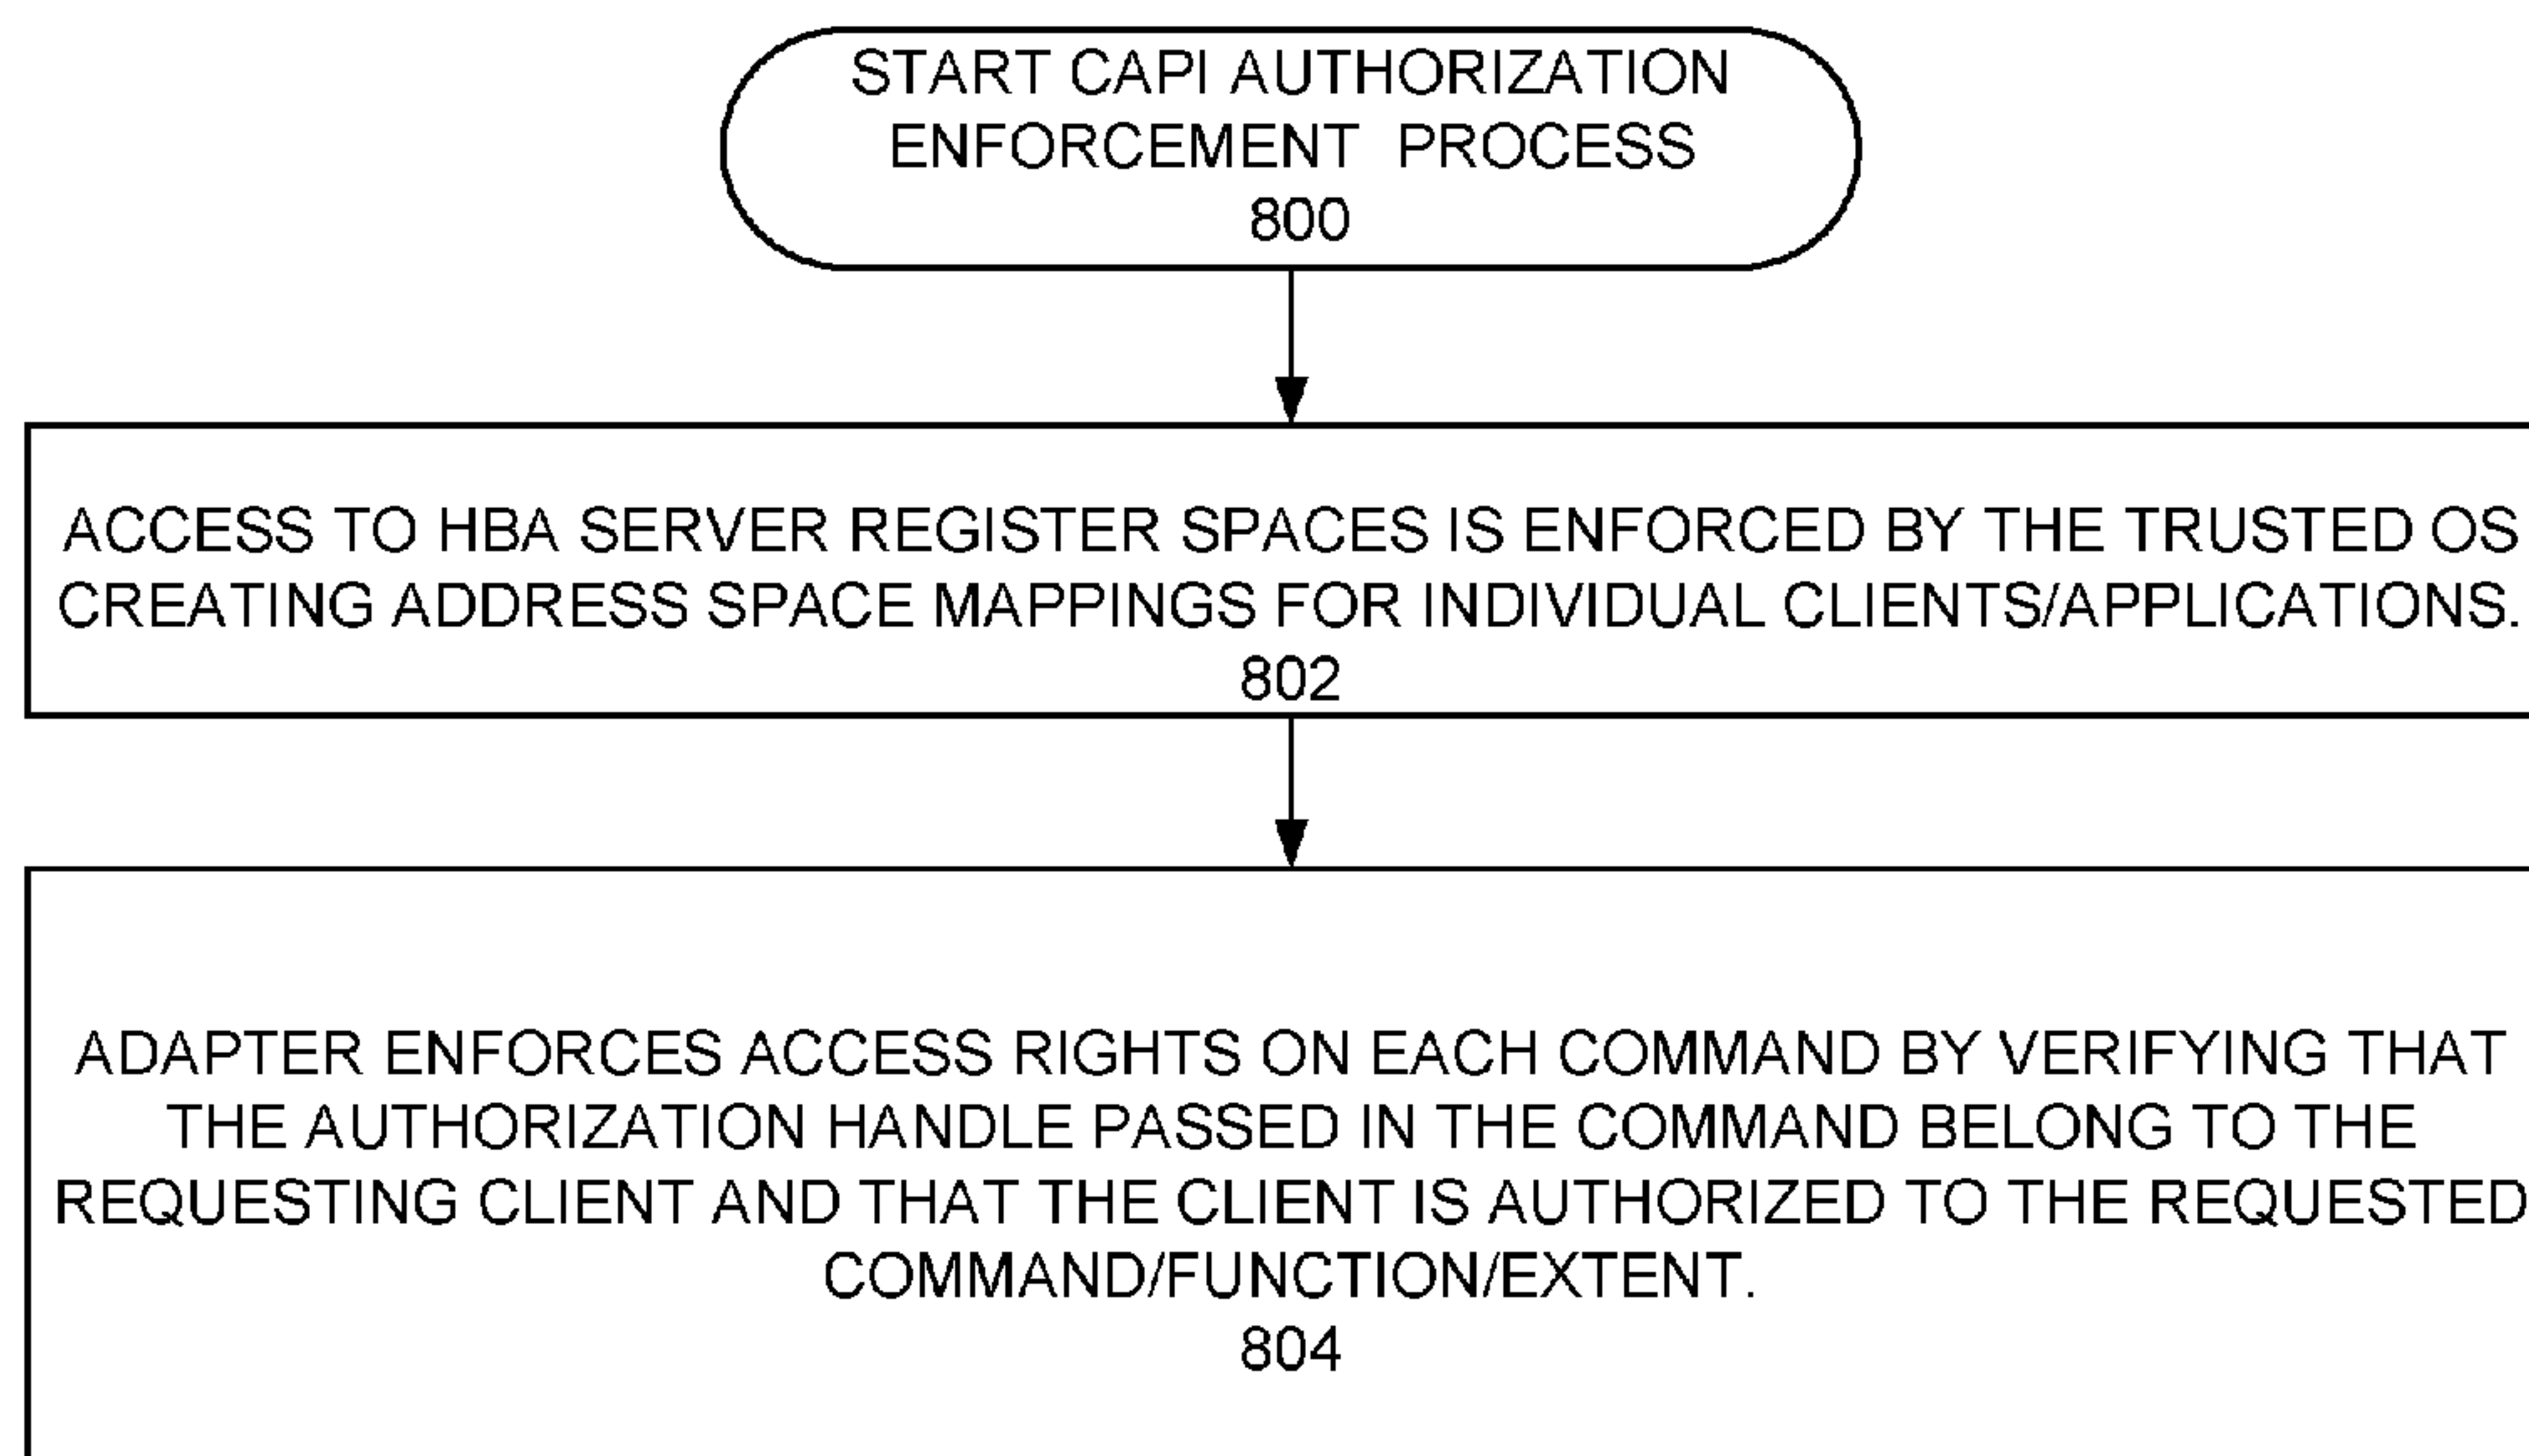 START CAPI AUTHORIZATION
ENFORCEMENT PROCESS
800
ACCESS TO HBA SERVER REGISTER SPACES IS ENFORCED BY THE TRUSTED OS
CREATING ADDRESS SPACE MAPPINGS FOR INDIVIDUAL CLIENTS/APPLICATIONS.
802
ADAPTER ENFORCES ACCESS RIGHTS ON EACH COMMAND BY VERIFYING THAT
THE AUTHORIZATION HANDLE PASSED IN THE COMMAND BELONG TO THE
REQUESTING CLIENT AND THAT THE CLIENT IS AUTHORIZED TO THE REQUESTED
COMMAND/FUNCTION/EXTENT.
804